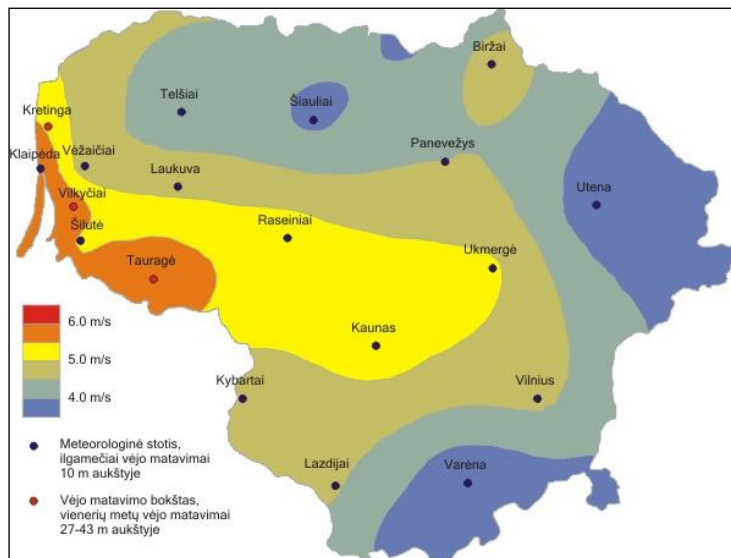 Biržai
Telšiai
Šiauliai
Kretinga
Panevėžys
Klaipėda
Vėžaičiai
Laukuva
Utena
Vilkyčiai
Raseiniai
Šilutė
Ukmergė
Tauragė
6.0 m/s
Kaunas
5.0 m/s
Kybartai
Vilnius
4.0 m/s
Meteorologinė stotis,
ilgamečiai vėjo matavimai
10 m aukštyje
Lazdijai
Varėna
Vėjo matavimo bokštas,
vienerių metų vėjo matavimai
27-43 m aukštyje